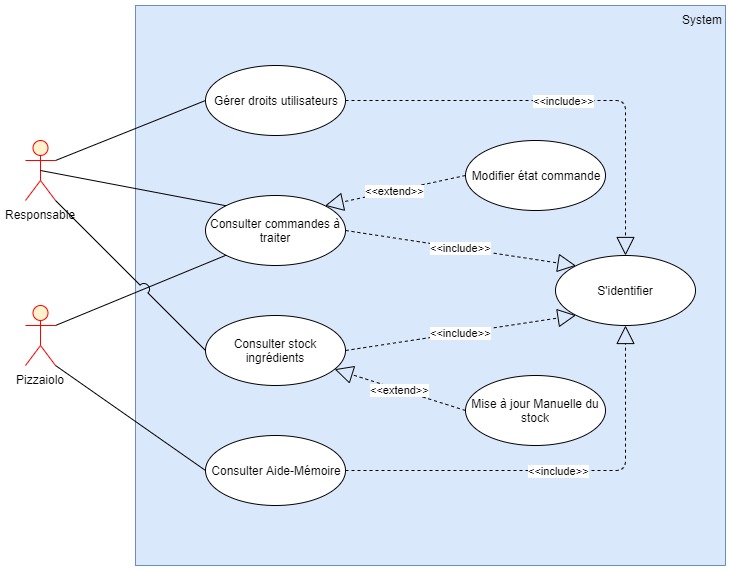 System
Gérer droits utilisateurs
<<include>>
Modifier état commande
<<extend>>
Responsable
Consulter commandes à
traiter
<<include>>
S'identifier
Consulter stock
ingrédients
<<include>>
Pizzaiolo
<<extend>>
Mise à jour Manuelle du
stock
Consulter Aide-Mémoire
<<include>>